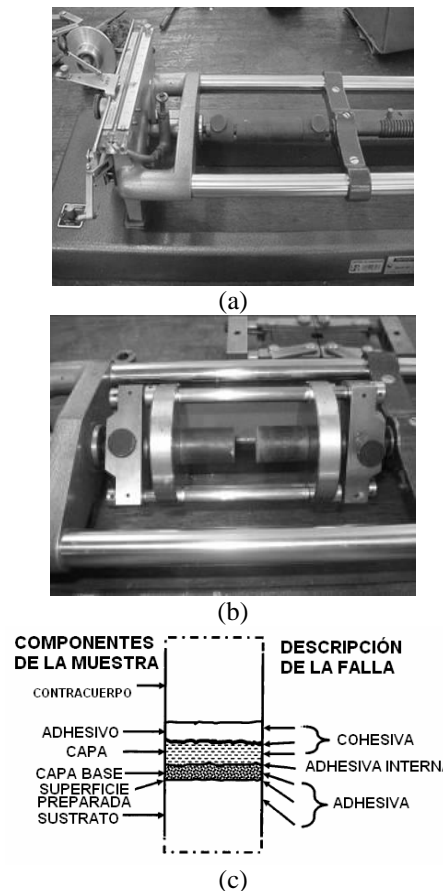 (a)
(b)
COMPONENTES
DE LA MUESTRA
DESCRIPCIÓN
DE LA FALLA
CONTRACUERPO
ADHESIVO
CAPA
CAPA BASE
SUPERFICIE
PREPARADA
SUSTRATO
COHESIVA
ADHESIVA INTERNA
ADHESIVA
(c)